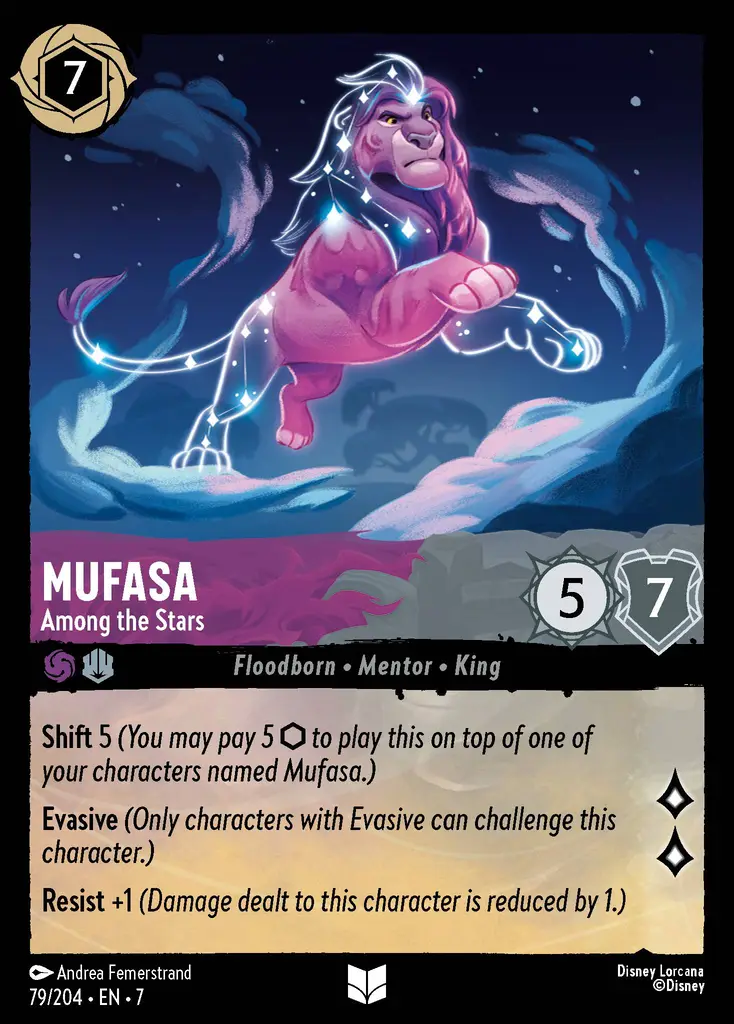 7
MUFASA
Among the Stars
5
7
Floodborn • Mentor • King
Shift 5 (You may pay 5 to play this on top of one of
your characters named Mufasa.)
Evasive (Only characters with Evasive can challenge this
character.)
Resist +1 (Damage dealt to this character is reduced by 1.)
Andrea Femerstrand
79/204 • EN • 7
Disney Lorcana
©Disney